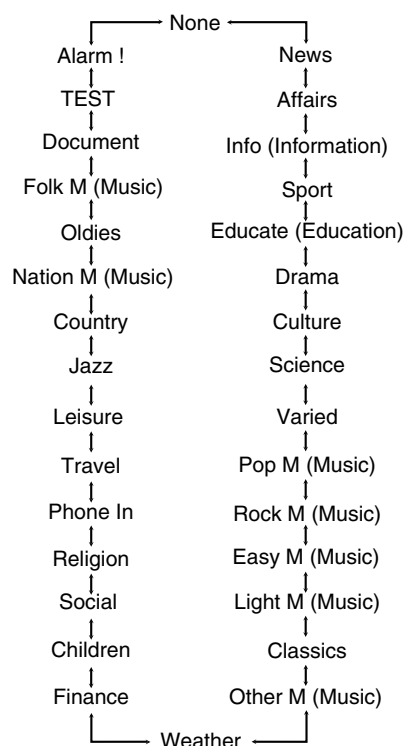 None
Alarm !
TEST
Document
Folk M (Music)
Oldies
Nation M (Music)
Country
Jazz
Leisure
Travel
Phone In
Religion
Social
Children
Finance
News
Affairs
Info (Information)
Sport
Educate (Education)
Drama
Culture
Science
Varied
Pop M (Music)
Rock M (Music)
Easy M (Music)
Light M (Music)
Classics
Other M (Music)
Weather